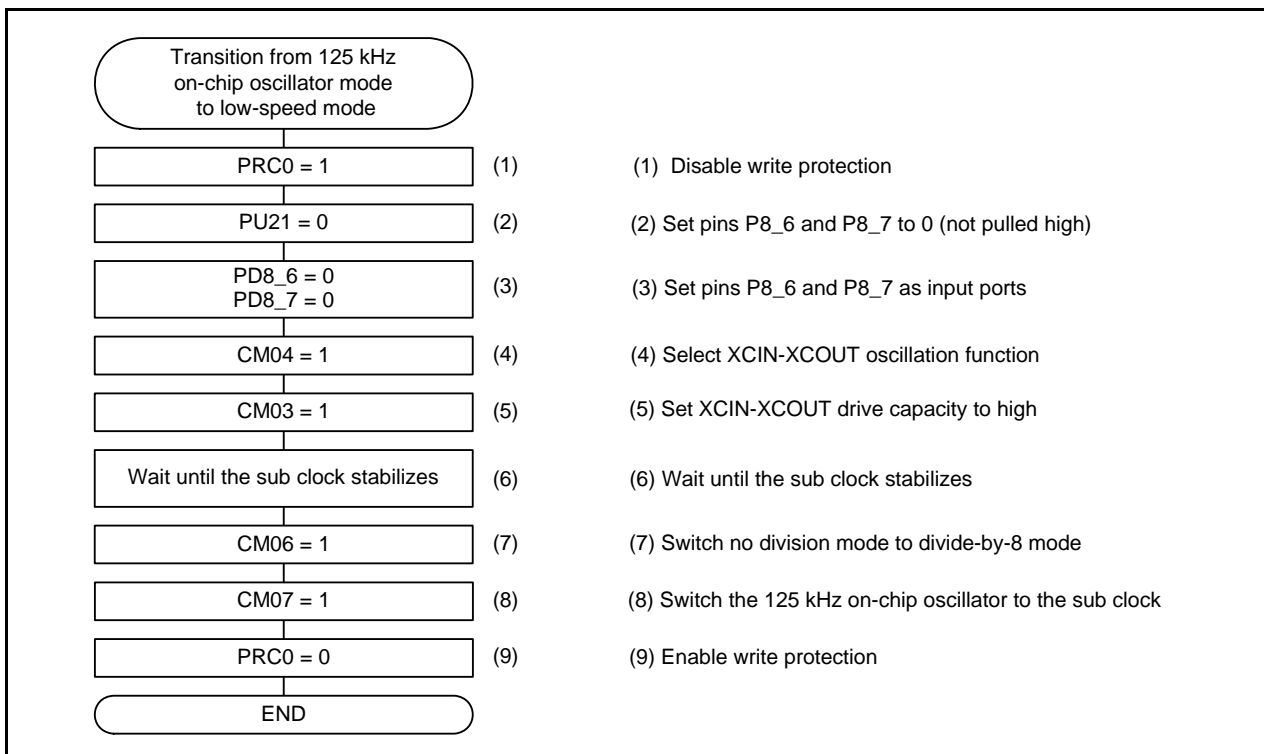 Transition from 125 kHz
on-chip oscillator mode
to low-speed mode
PRC0 = 1 (1) (1) Disable write protection
PU21 = 0 (2) (2) Set pins P8_6 and P8_7 to 0 (not pulled high)
PD8_6 = 0
PD8_7 = 0 (3) (3) Set pins P8_6 and P8_7 as input ports
CM04 = 1 (4) (4) Select XCIN-XCOUT oscillation function
CM03 = 1 (5) (5) Set XCIN-XCOUT drive capacity to high
Wait until the sub clock stabilizes (6) (6) Wait until the sub clock stabilizes
CM06 = 1 (7) (7) Switch no division mode to divide-by-8 mode
CM07 = 1 (8) (8) Switch the 125 kHz on-chip oscillator to the sub clock
PRC0 = 0 (9) (9) Enable write protection
END